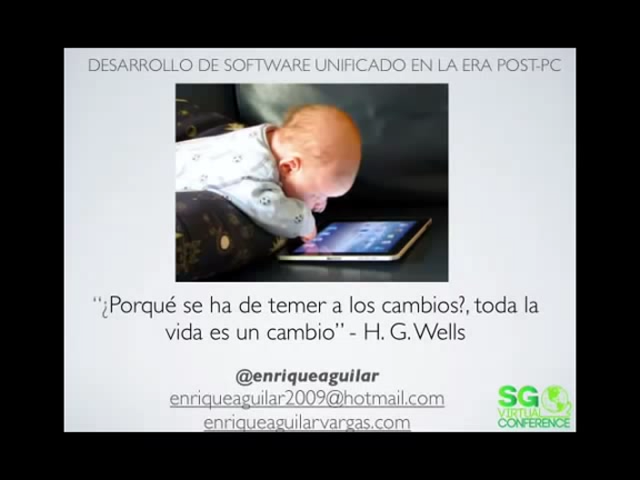 DESARROLLO DE SOFTWARE UNIFICADO EN LA ERA POST-PC
“¿Porqué se ha de temer a los cambios?, toda la
vida es un cambio” - H. G. Wells
@enriqueaguilar
enriqueaguilar2009@hotmail.com
enriqueaguilarvargas.com
SG
VIRTUAL
CONFERENCE